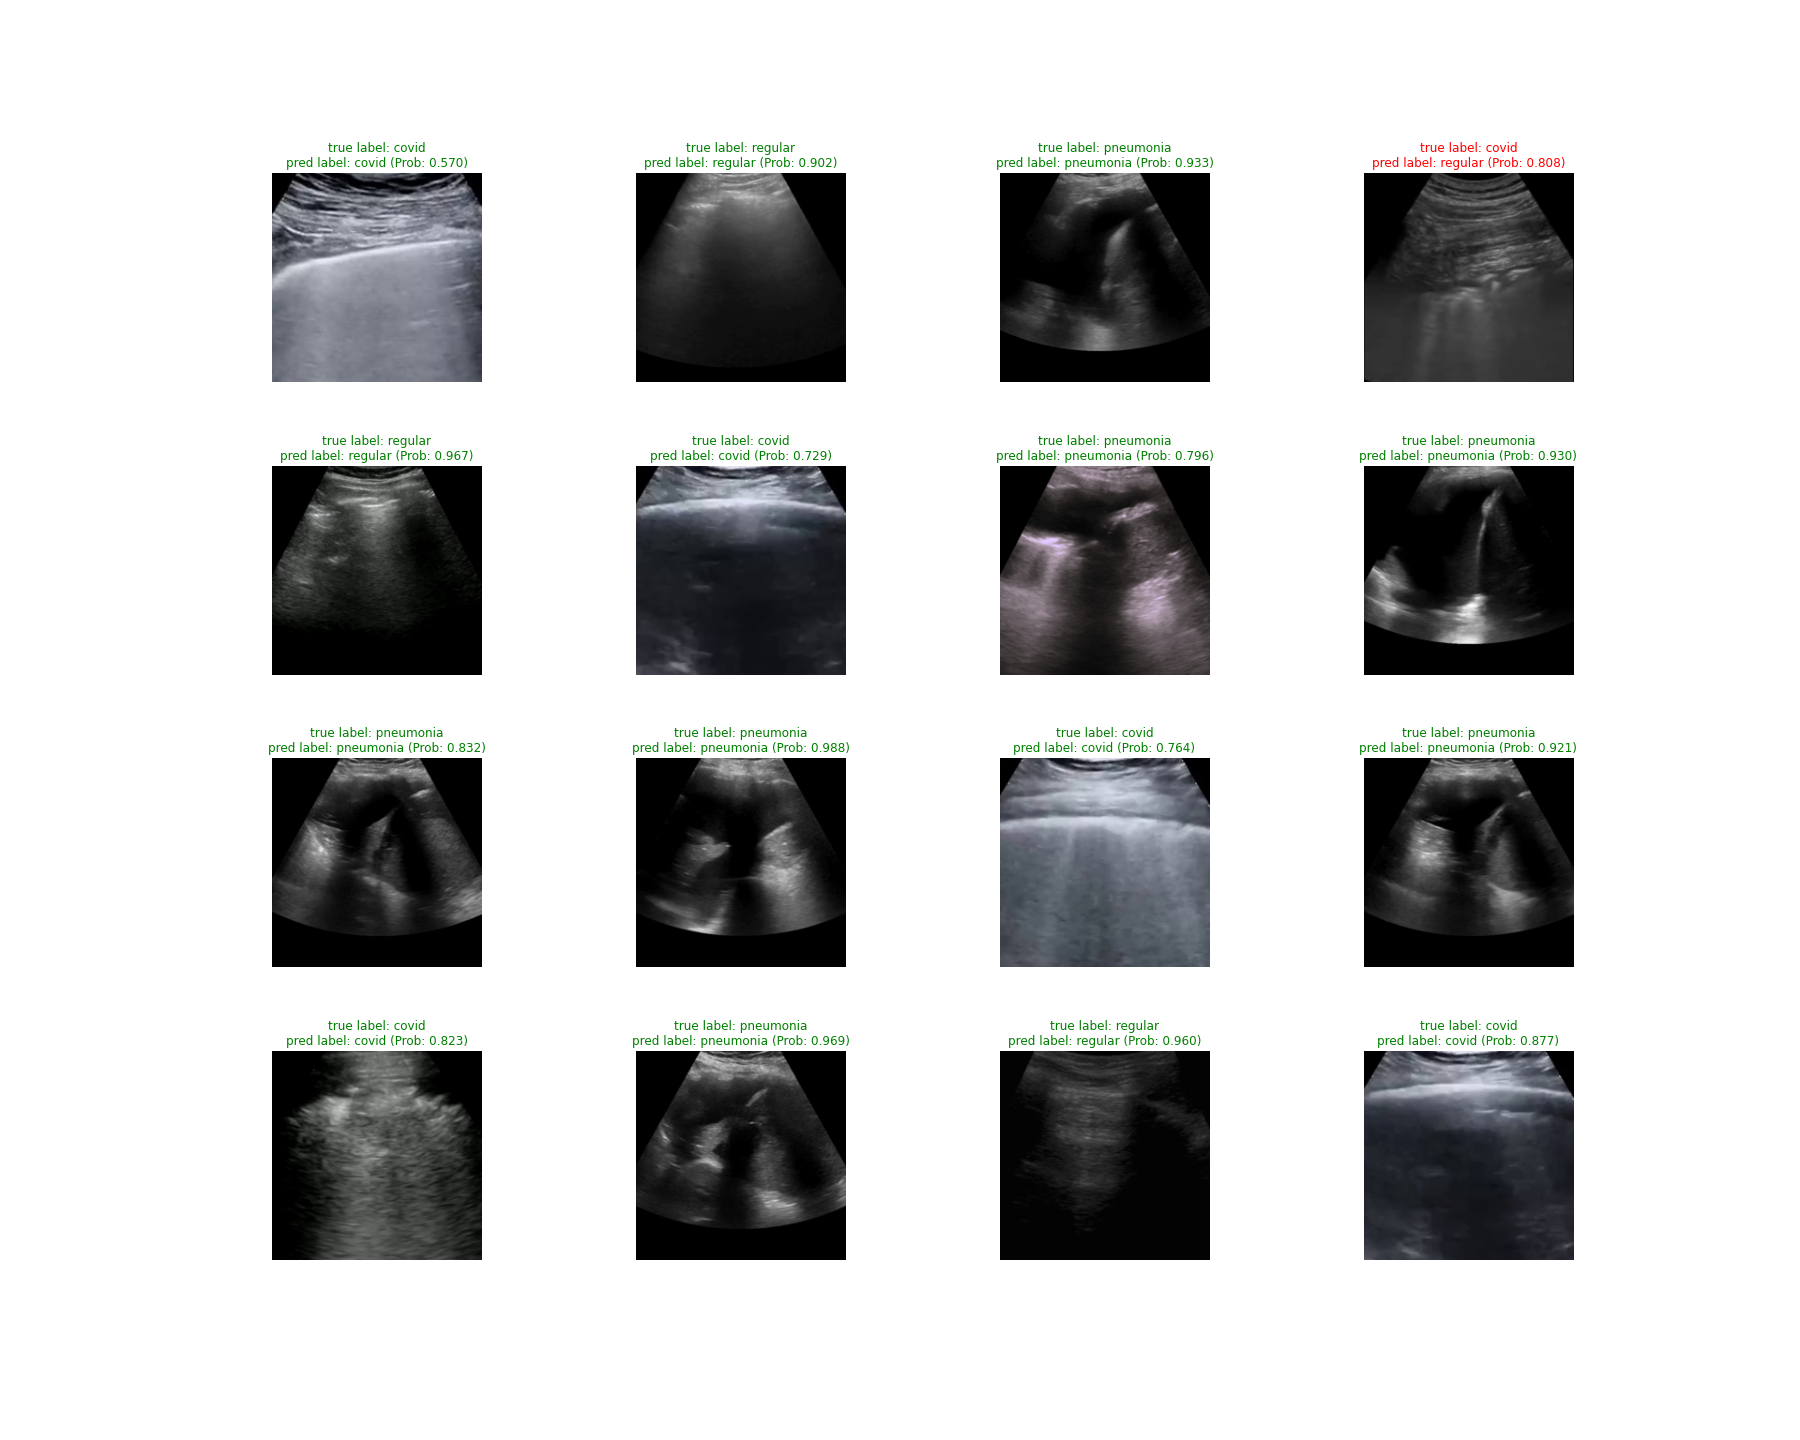 true label: covid
pred label: covid (Prob: 0.570)
true label: regular
pred label: regular (Prob: 0.902)
true label: pneumonia
pred label: pneumonia (Prob: 0.933)
true label: covid
pred label: regular (Prob: 0.808)
true label: regular
pred label: regular (Prob: 0.967)
true label: covid
pred label: covid (Prob: 0.729)
true label: pneumonia
pred label: pneumonia (Prob: 0.796)
true label: pneumonia
pred label: pneumonia (Prob: 0.930)
true label: pneumonia
pred label: pneumonia (Prob: 0.832)
true label: pneumonia
pred label: pneumonia (Prob: 0.988)
true label: covid
pred label: covid (Prob: 0.764)
true label: pneumonia
pred label: pneumonia (Prob: 0.921)
true label: covid
pred label: covid (Prob: 0.823)
true label: pneumonia
pred label: pneumonia (Prob: 0.969)
true label: regular
pred label: regular (Prob: 0.960)
true label: covid
pred label: covid (Prob: 0.877)